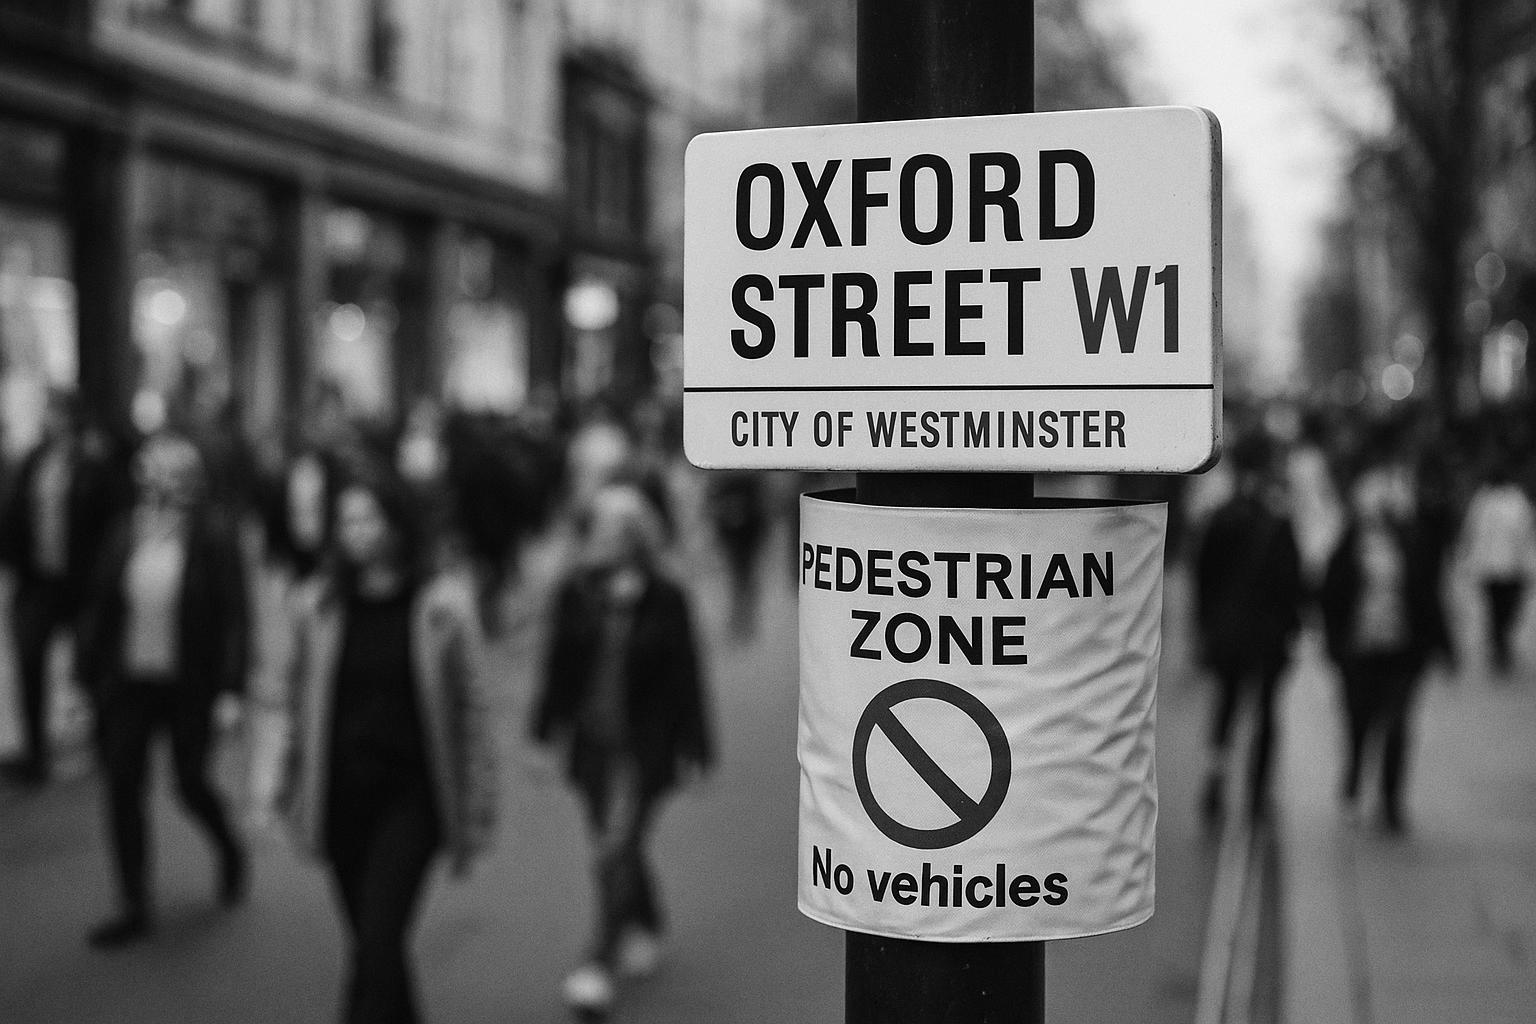 OXFORD
STREET W1
CITY OF WESTMINSTER
PEDESTRIAN
ZONE
No vehicles